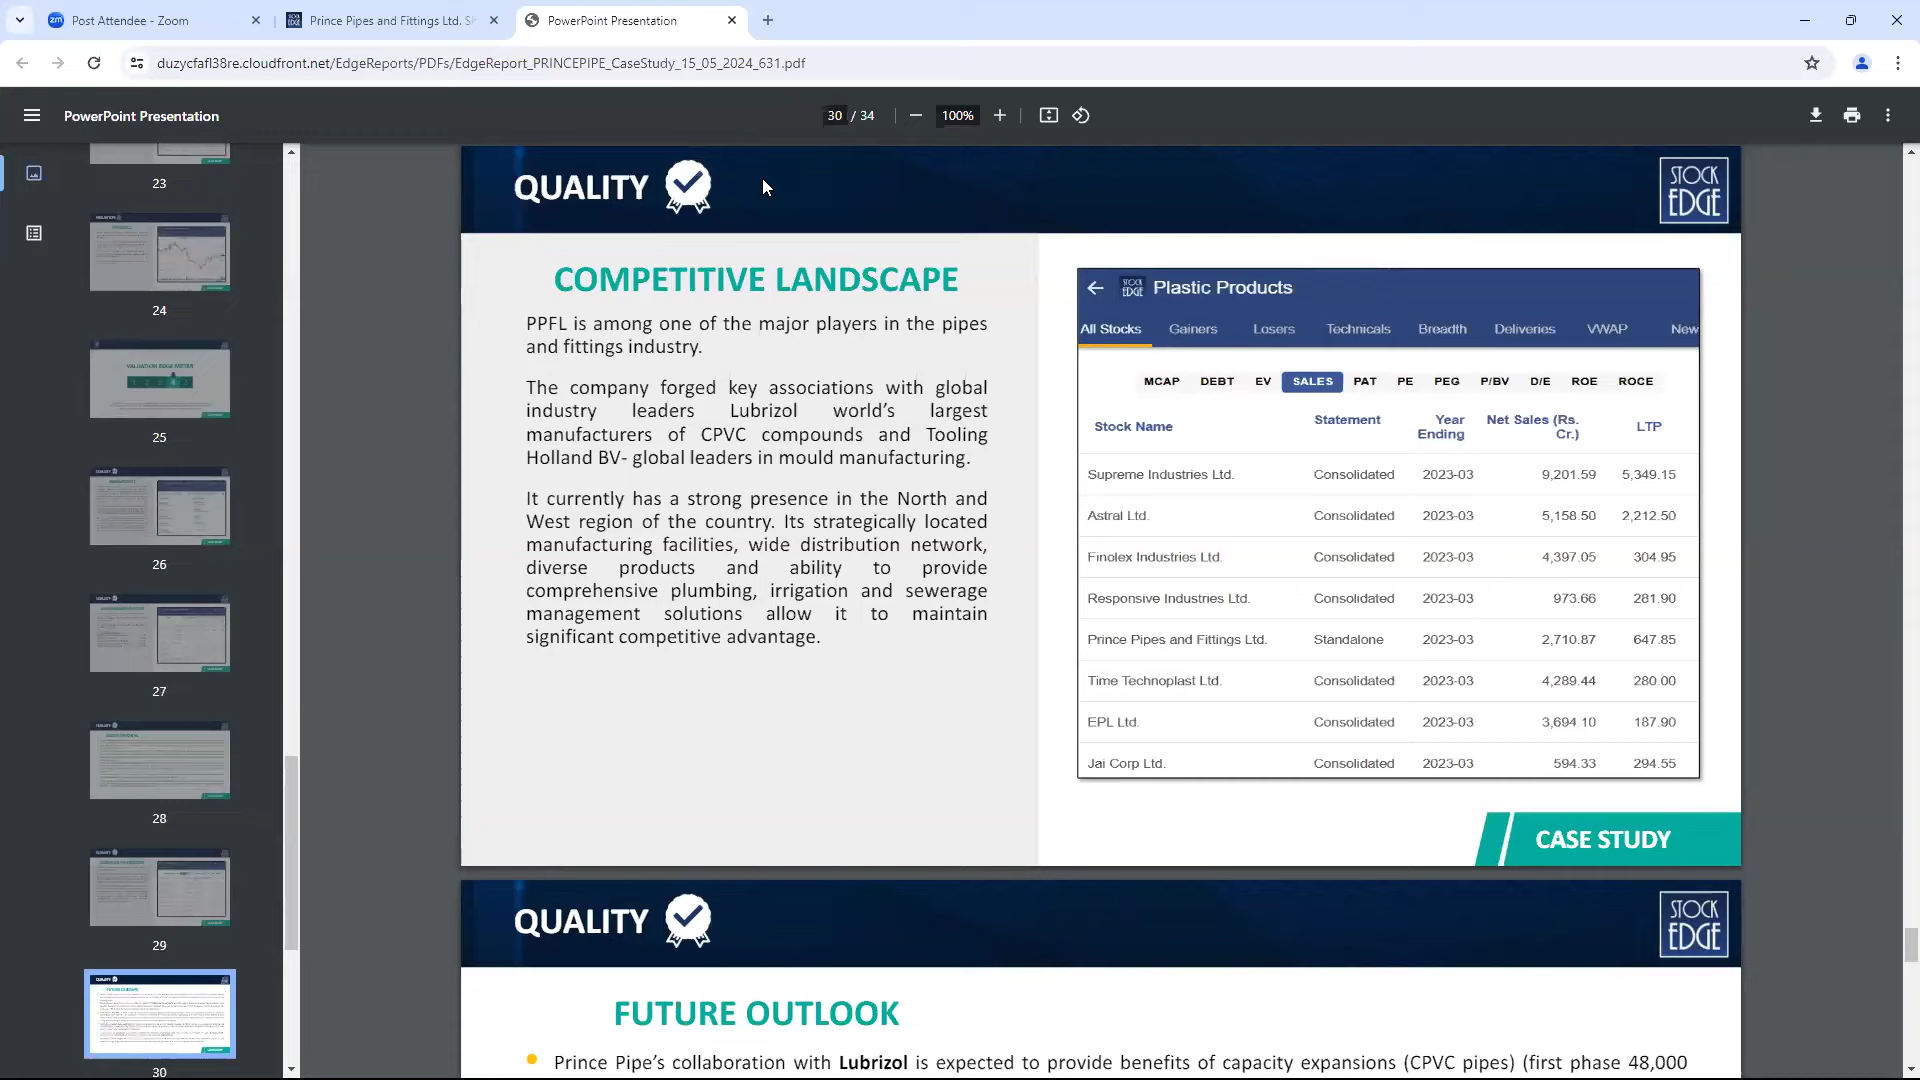 Post Attendee - Zoom
Prince Pipes and Fittings Ltd. S
PowerPoint Presentation
duzycfafl38re.cloudfront.net/EdgeReports/PDFs/EdgeReport_PRINCEPIPE_CaseStudy_15_05_2024_631.pdf
PowerPoint Presentation
30 / 34
100%
23
24
25
26
27
28
29
30
QUALITY
STOCK
EDGE
COMPETITIVE LANDSCAPE
PPFL is among one of the major players in the pipes
and fittings industry.
The company forged key associations with global
industry leaders Lubrizol world's largest
manufacturers of CPVC compounds and Tooling
Holland BV- global leaders in mould manufacturing.
It currently has a strong presence in the North and
West region of the country. Its strategically located
manufacturing facilities, wide distribution network,
diverse products and ability to provide
comprehensive plumbing, irrigation and sewerage
management solutions allow it to maintain
significant competitive advantage.
STOCK
EDGE
Plastic Products
All Stocks Gainers Losers Technicals Breadth Deliveries VWAP New
MCAP DEBT EV SALES PAT PE PEG P/BV D/E ROE ROCE
Stock Name Statement Year Ending Net Sales (Rs. Cr.) LTP
Supreme Industries Ltd. Consolidated 2023-03 9,201.59 5,349.15
Astral Ltd. Consolidated 2023-03 5,158.50 2,212.50
Finolex Industries Ltd. Consolidated 2023-03 4,397.05 304.95
Responsive Industries Ltd. Consolidated 2023-03 973.66 281.90
Prince Pipes and Fittings Ltd. Standalone 2023-03 2,710.87 647.85
Time Technoplast Ltd. Consolidated 2023-03 4,289.44 280.00
EPL Ltd. Consolidated 2023-03 3,694.10 187.90
Jai Corp Ltd. Consolidated 2023-03 594.33 294.55
CASE STUDY
QUALITY
STOCK
EDGE
FUTURE OUTLOOK
Prince Pipe's collaboration with Lubrizol is expected to provide benefits of capacity expansions (CPVC pipes) (first phase 48,000